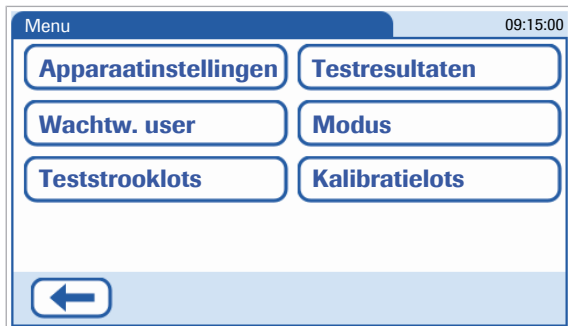 Menu 09:15:00
Apparaatinstellingen Testresultaten
Wachtw. user Modus
Teststrooklots Kalibratielots